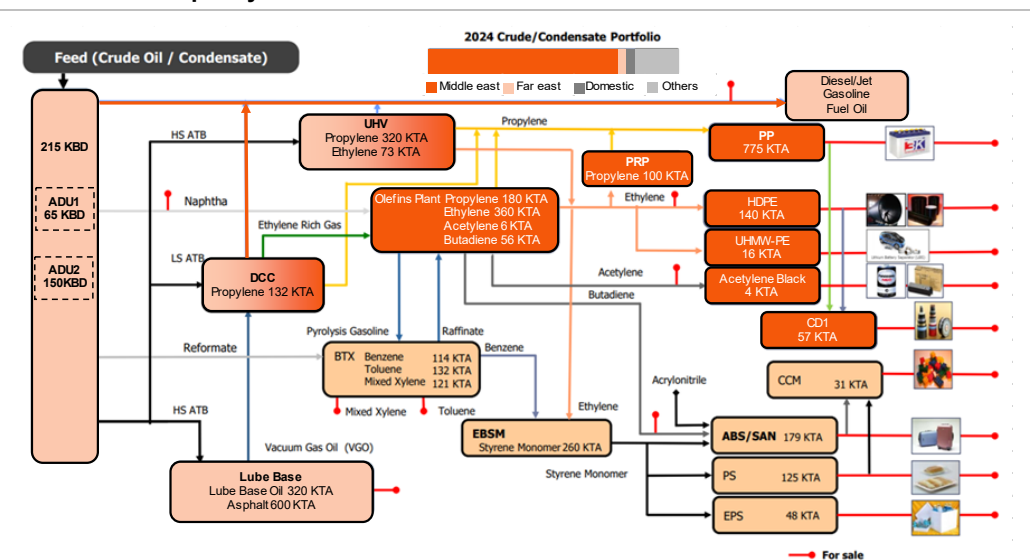 2024 Crude/Condensate Portfolio
Feed (Crude Oil / Condensate)
Middle east
Far east
Domestic
Others
Diesel/Jet
Gasoline
Fuel Oil
215 KBD
ADU1
65 KBD
ADU2
150KBD
HS ATB
UHV
Propylene 320 KTA
Ethylene 73 KTA
Propylene
PP
775 KTA
3K
PRP
Propylene 100 KTA
Naphtha
Olefins Plant Propylene 180 KTA
Ethylene 360 KTA
Acetylene 6 KTA
Butadiene 56 KTA
Ethylene
HDPE
140 KTA
Ethylene Rich Gas
UHMW-PE
16 KTA
LS ATB
DCC
Propylene 132 KTA
Acetylene
Acetylene Black
4 KTA
Butadiene
CD1
57 KTA
Pyrolysis Gasoline
Raffinate
Reformate
BTX
Benzene 114 KTA
Toluene 132 KTA
Mixed Xylene 121 KTA
Benzene
Acrylonitrile
CCM 31 KTA
HS ATB
Mixed Xylene
Toluene
Ethylene
Vacuum Gas Oil (VGO)
EBSM
Styrene Monomer 260 KTA
ABS/SAN 179 KTA
Lube Base
Lube Base Oil 320 KTA
Asphalt 600 KTA
Styrene Monomer
PS 125 KTA
EPS 48 KTA
For sale